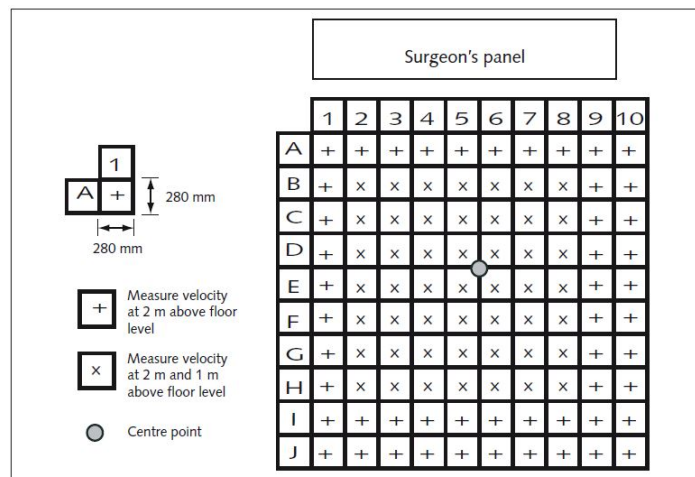 Surgeon's panel
1 2 3 4 5 6 7 8 9 10
A + + + + + + + + + +
B + x x x x x x x + +
C + x x x x x x x + +
D + x x x x x x x + +
E + x x x x x x x + +
F + x x x x x x x + +
G + x x x x x x x + +
H + x x x x x x x + +
I + + + + + + + + + +
J + + + + + + + + + +
1
A +
280 mm
280 mm
+
Measure velocity
at 2 m above floor
level
x
Measure velocity
at 2 m and 1 m
above floor level
Centre point